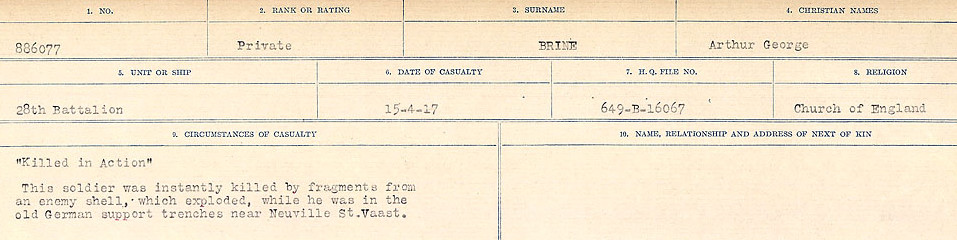 1. NO.
2. RANK OR RATING
3. SURNAME
4. CHRISTIAN NAMES
886077
Private
BRINE
Arthur George
5. UNIT OR SHIP
6. DATE OF CASUALTY
7. H. Q. FILE NO.
8. RELIGION
28th Battalion
15-4-17
649-B-16067
Church of England
9. CIRCUMSTANCES OF CASUALTY
10. NAME, RELATIONSHIP AND ADDRESS OF NEXT OF KIN
"Killed in Action"
This soldier was instantly killed by fragments from
an enemy shell, which exploded, while he was in the
old German support trenches near Neuville St.Vaast.